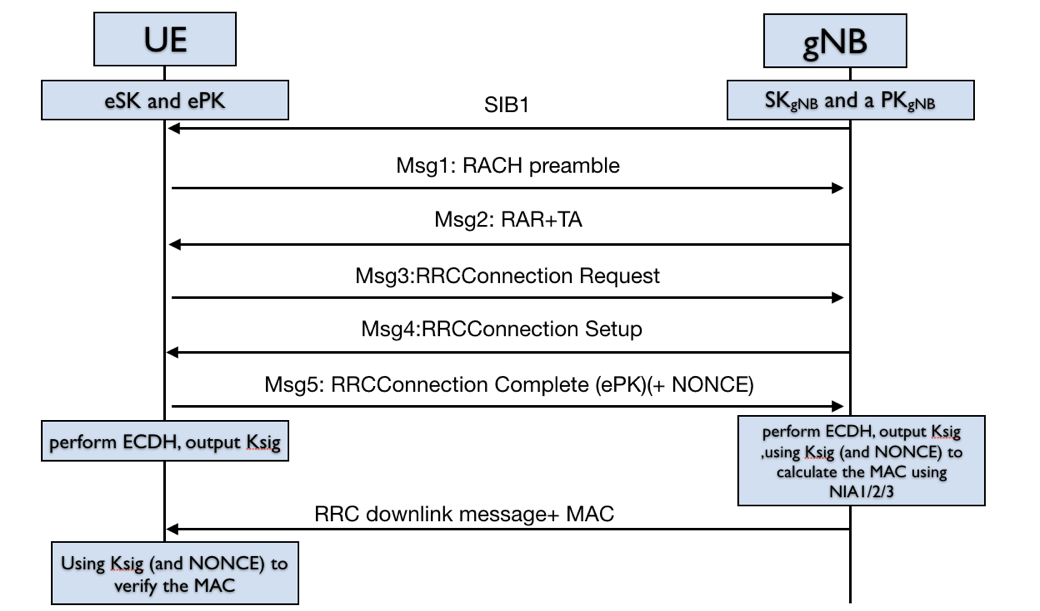 UE
gNB
eSK and ePK
SKgNB and a PKgNB
SIB1
Msg1: RACH preamble
Msg2: RAR+TA
Msg3:RRCConnection Request
Msg4:RRCConnection Setup
Msg5: RRCConnection Complete (ePK)(+ NONCE)
perform ECDH, output Ksig
perform ECDH, output Ksig
,using Ksig (and NONCE) to
calculate the MAC using
NIA1/2/3
RRC downlink message+ MAC
Using Ksig (and NONCE) to
verify the MAC